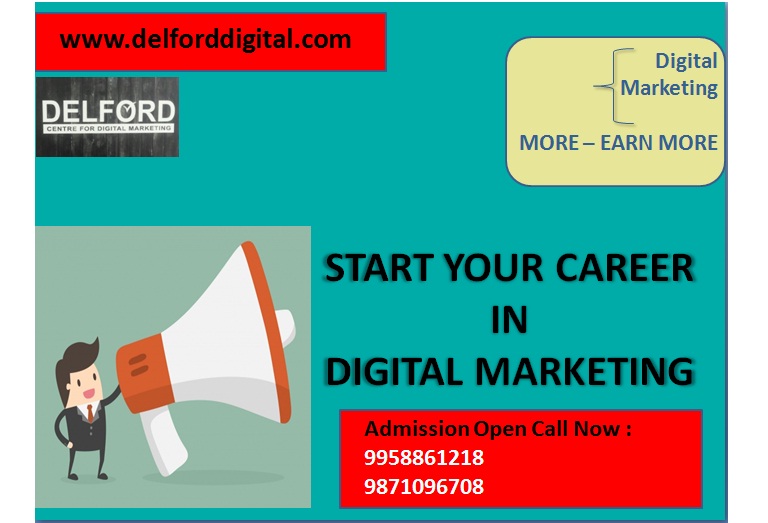 www.delforddigital.com
DELFORD
CENTRE FOR DIGITAL MARKETING
Digital
Marketing
MORE – EARN MORE
START YOUR CAREER
IN
DIGITAL MARKETING
Admission Open Call Now :
9958861218
9871096708